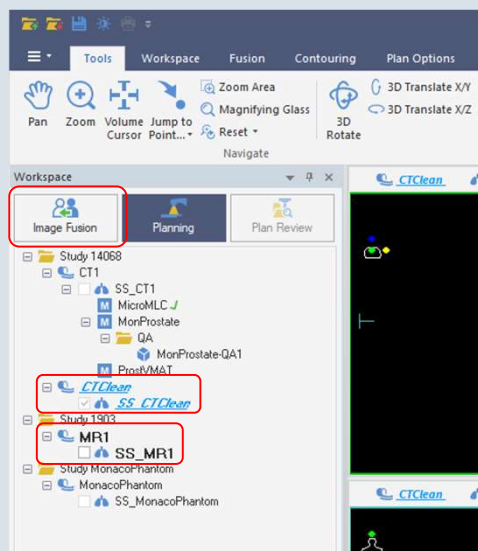 Tools Workspace Fusion Contouring Plan Options
Pan
Zoom
Volume Cursor
Jump to Point...
Zoom Area
Magnifying Glass
Reset
3D Rotate
3D Translate X/Y
3D Translate X/Z
Navigate
Workspace
CTClean
Image Fusion
Planning
Plan Review
Study 14068
CT1
SS_CT1
M MicroMLC
M MonProstate
QA
MonProstate-QA1
M ProstVMAT
CTClean
SS_CTClean
Study 1903
MR1
SS_MR1
Study MonacoPhantom
MonacoPhantom
SS_MonacoPhantom
CTClean